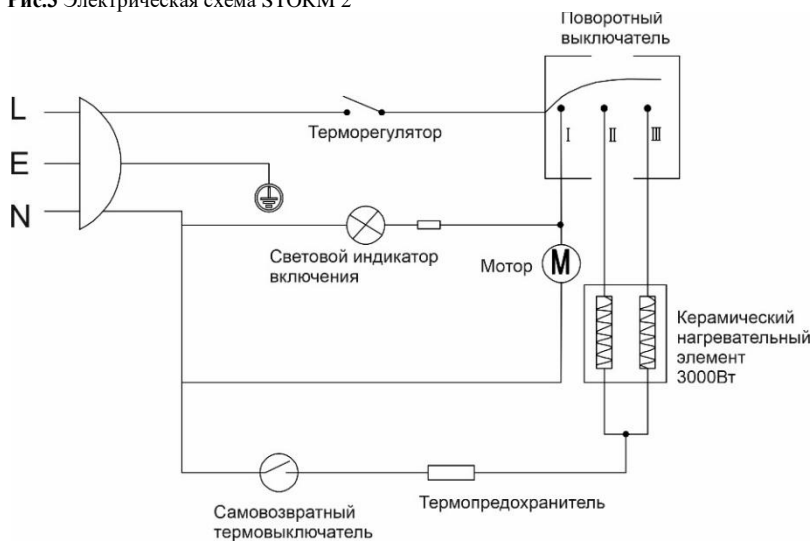 Рис.3 Электрическая схема STORM 2
Поворотный
выключатель
L
Терморегулятор
I
II
III
E
N
Световой индикатор
включения
Мотор
M
Керамический
нагревательный
элемент
3000Вт
Самовозвратный
термовыключатель
Термопредохранитель